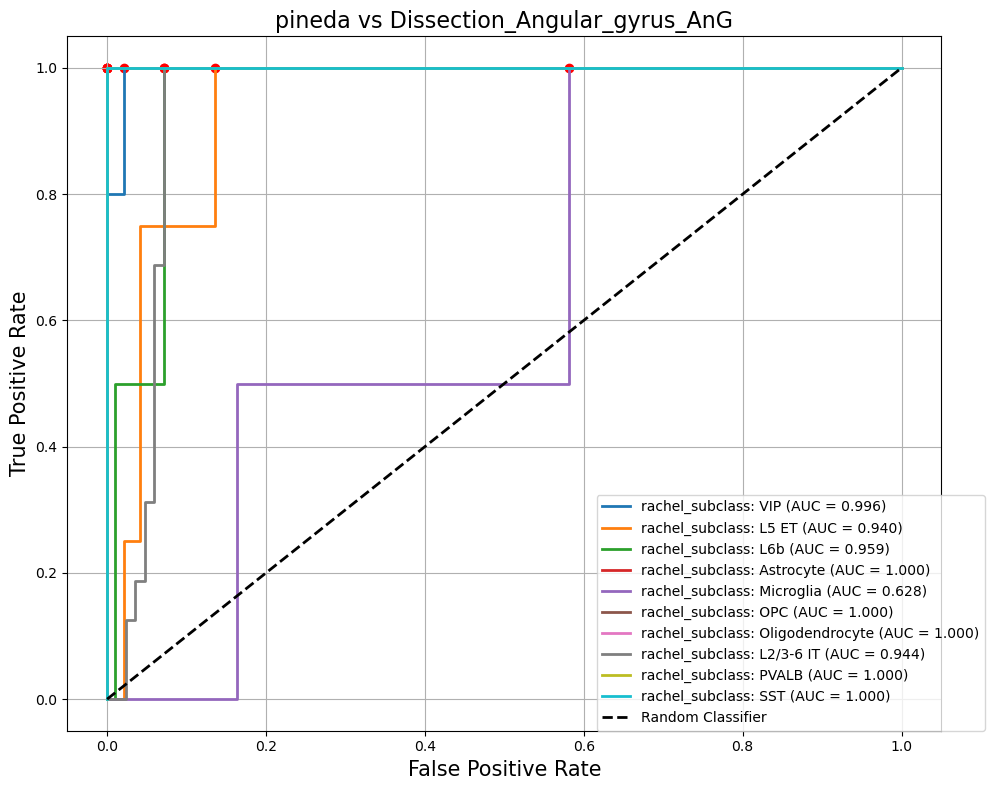 pineda vs Dissection_Angular_gyrus_AnG
True Positive Rate
1.0
0.8
0.6
0.4
0.2
0.0
rachel_subclass: VIP (AUC = 0.996)
rachel_subclass: L5 ET (AUC = 0.940)
rachel_subclass: L6b (AUC = 0.959)
rachel_subclass: Astrocyte (AUC = 1.000)
rachel_subclass: Microglia (AUC = 0.628)
rachel_subclass: OPC (AUC = 1.000)
rachel_subclass: Oligodendrocyte (AUC = 1.000)
rachel_subclass: L2/3-6 IT (AUC = 0.944)
rachel_subclass: PVALB (AUC = 1.000)
rachel_subclass: SST (AUC = 1.000)
Random Classifier
0.0 0.2 0.4 0.6 0.8 1.0
False Positive Rate